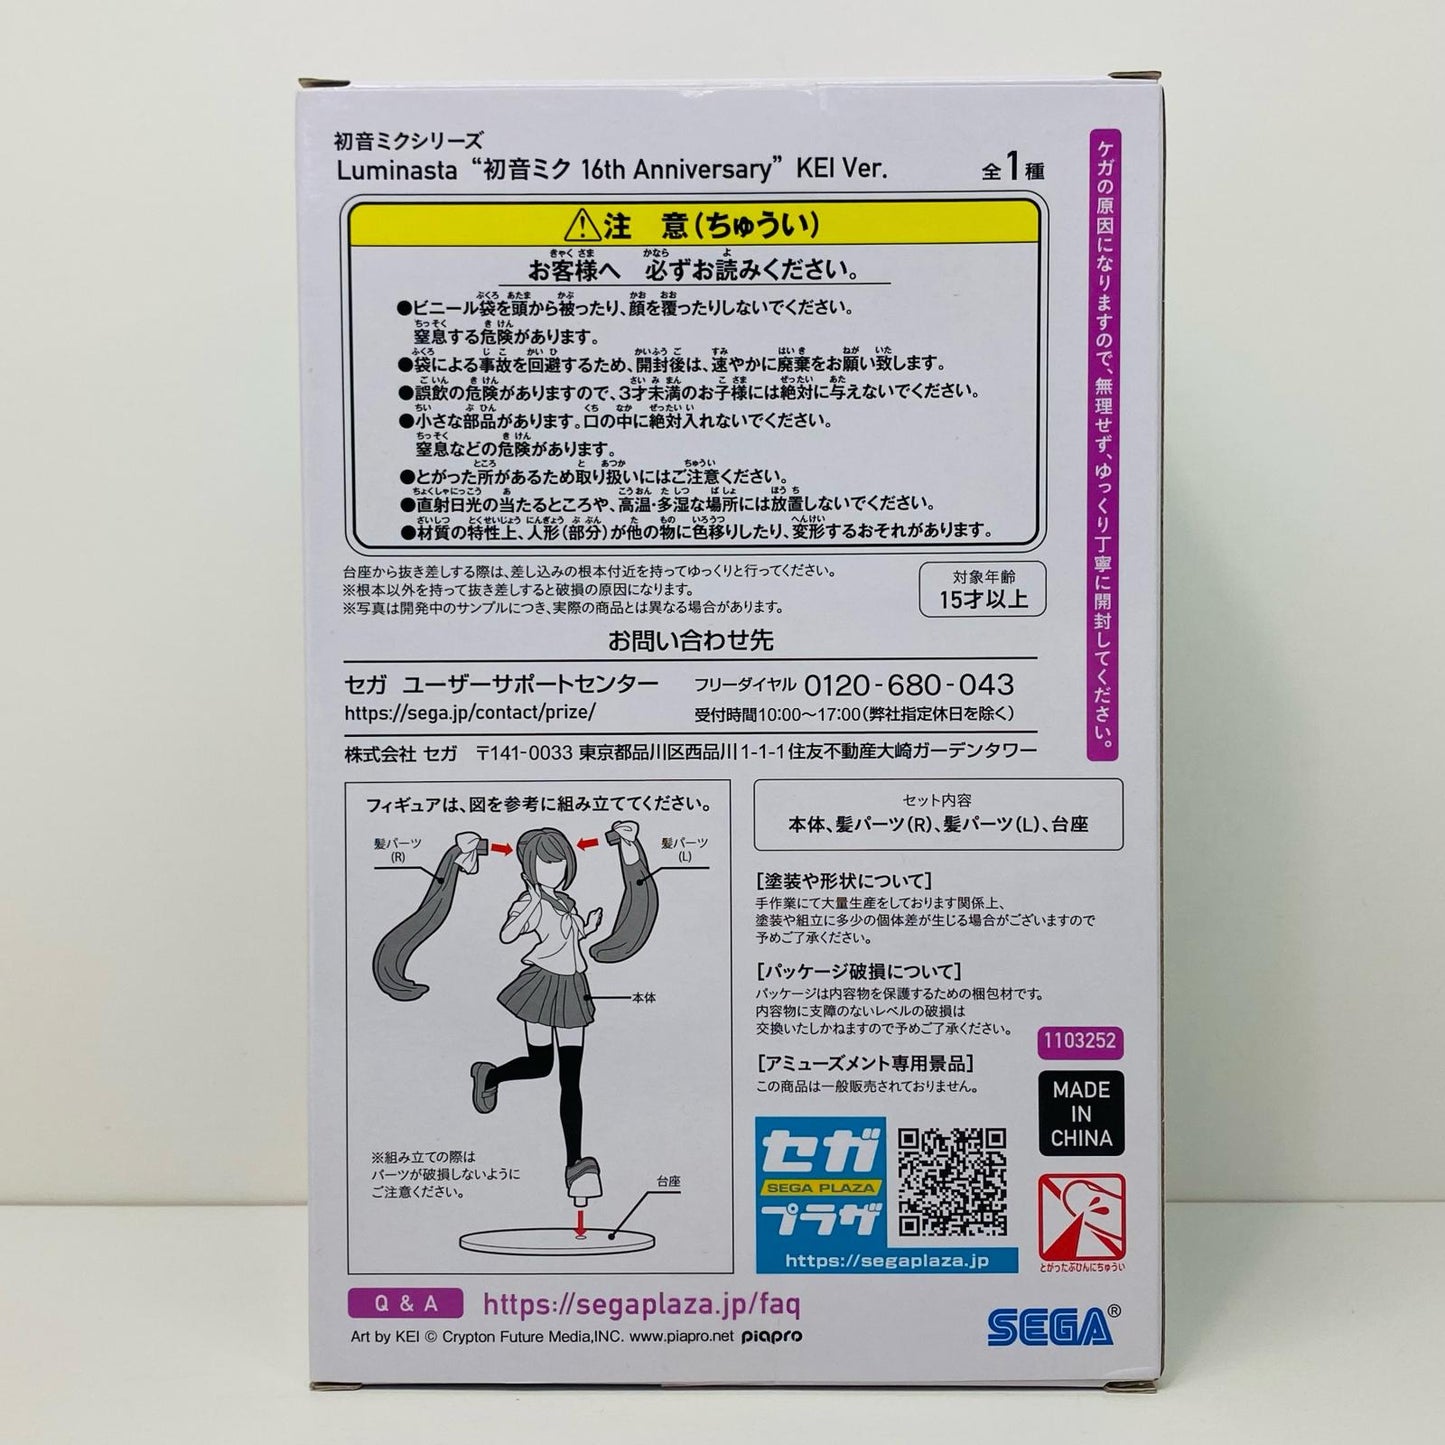 初音ミクシリーズ
Luminasta “初音ミク 16th Anniversary” KEI Ver.
全1種
ケガの原因になりますので、無理せず、ゆっくり丁寧に開封してください。
⚠注 意(ちゅうい)
お客様へ 必ずお読みください。
●ビニール袋を頭から被ったり、顔を覆ったりしないでください。
窒息する危険があります。
●袋による事故を回避するため、開封後は、速やかに廃棄をお願い致します。
●誤飲の危険がありますので、3才未満のお子様には絶対に与えないでください。
●小さな部品があります。口の中に絶対入れないでください。
窒息などの危険があります。
●とがった所があるため取り扱いにはご注意ください。
●直射日光の当たるところや、高温・多湿な場所には放置しないでください。
●材質の特性上、人形(部分)が他の物に色移りしたり、変形するおそれがあります。
台座から抜き差しする際は、差し込みの根本付近を持ってゆっくりと行ってください。
※根本以外を持って抜き差しすると破損の原因になります。
※写真は開発中のサンプルにつき、実際の商品とは異なる場合があります。
対象年齢
15才以上
お問い合わせ先
セガ ユーザーサポートセンター
https://sega.jp/contact/prize/
フリーダイヤル 0120-680-043
受付時間10:00〜17:00(弊社指定休日を除く)
株式会社 セガ 〒141-0033 東京都品川区西品川1-1-1住友不動産大崎ガーデンタワー
フィギュアは、図を参考に組み立ててください。
髪パーツ
(R)
髪パーツ
(L)
本体
※組み立ての際は
パーツが破損しないように
ご注意ください。
台座
セット内容
本体、髪パーツ(R)、髪パーツ(L)、台座
[塗装や形状について]
手作業にて大量生産をしております関係上、
塗装や組立に多少の個体差が生じる場合がございますので
予めご了承ください。
[パッケージ破損について]
パッケージは内容物を保護するための梱包材です。
内容物に支障のないレベルの破損は
交換いたしかねますので予めご了承ください。
[アミューズメント専用景品]
この商品は一般販売されておりません。
1103252
MADE
IN
CHINA
セガ
SEGA PLAZA
プラザ
https://segaplaza.jp
とがったぶひんにちゅうい
Q & A
https://segaplaza.jp/faq
Art by KEI © Crypton Future Media,INC. www.piapro.net piapro
SEGA®